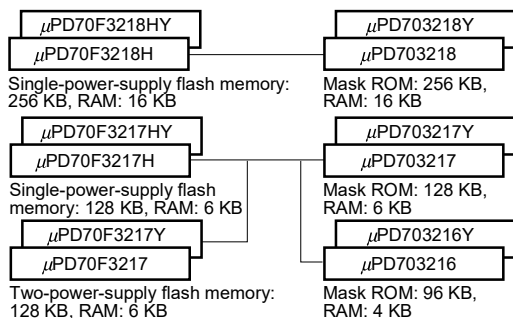 μPD70F3218HY
μPD70F3218H
Single-power-supply flash memory:
256 KB, RAM: 16 KB
μPD703218Y
μPD703218
Mask ROM: 256 KB,
RAM: 16 KB
μPD70F3217HY
μPD70F3217H
Single-power-supply flash
memory: 128 KB, RAM: 6 KB
μPD703217Y
μPD703217
Mask ROM: 128 KB,
RAM: 6 KB
μPD70F3217Y
μPD70F3217
Two-power-supply flash memory:
128 KB, RAM: 6 KB
μPD703216Y
μPD703216
Mask ROM: 96 KB,
RAM: 4 KB